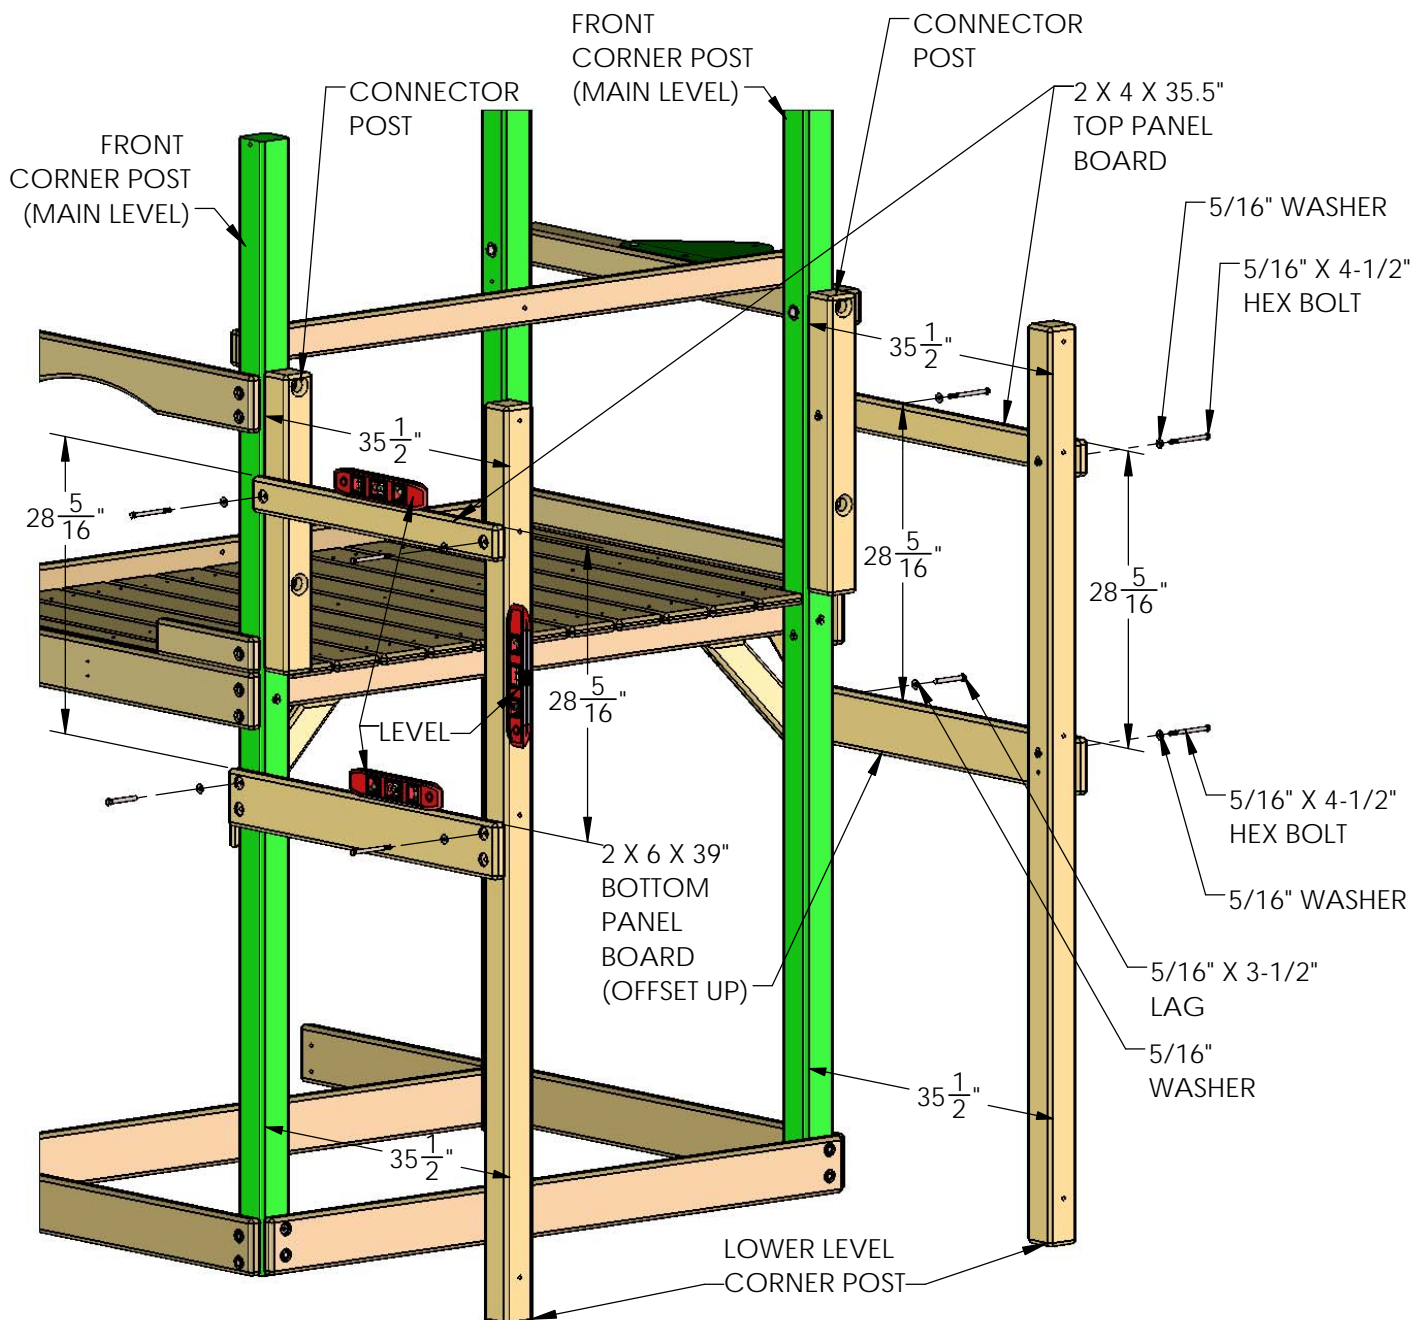 FRONT
CORNER POST
(MAIN LEVEL)
CONNECTOR
POST
CONNECTOR
POST
2 X 4 X 35.5"
TOP PANEL
BOARD
FRONT
CORNER POST
(MAIN LEVEL)
5/16" WASHER
5/16" X 4-1/2"
HEX BOLT
35 1/2"
35 1/2"
28 5/16"
28 5/16"
28 5/16"
28 5/16"
LEVEL
5/16" X 4-1/2"
HEX BOLT
2 X 6 X 39"
BOTTOM
PANEL
BOARD
(OFFSET UP)
5/16" WASHER
5/16" X 3-1/2"
LAG
5/16"
WASHER
35 1/2"
35 1/2"
LOWER LEVEL
CORNER POST